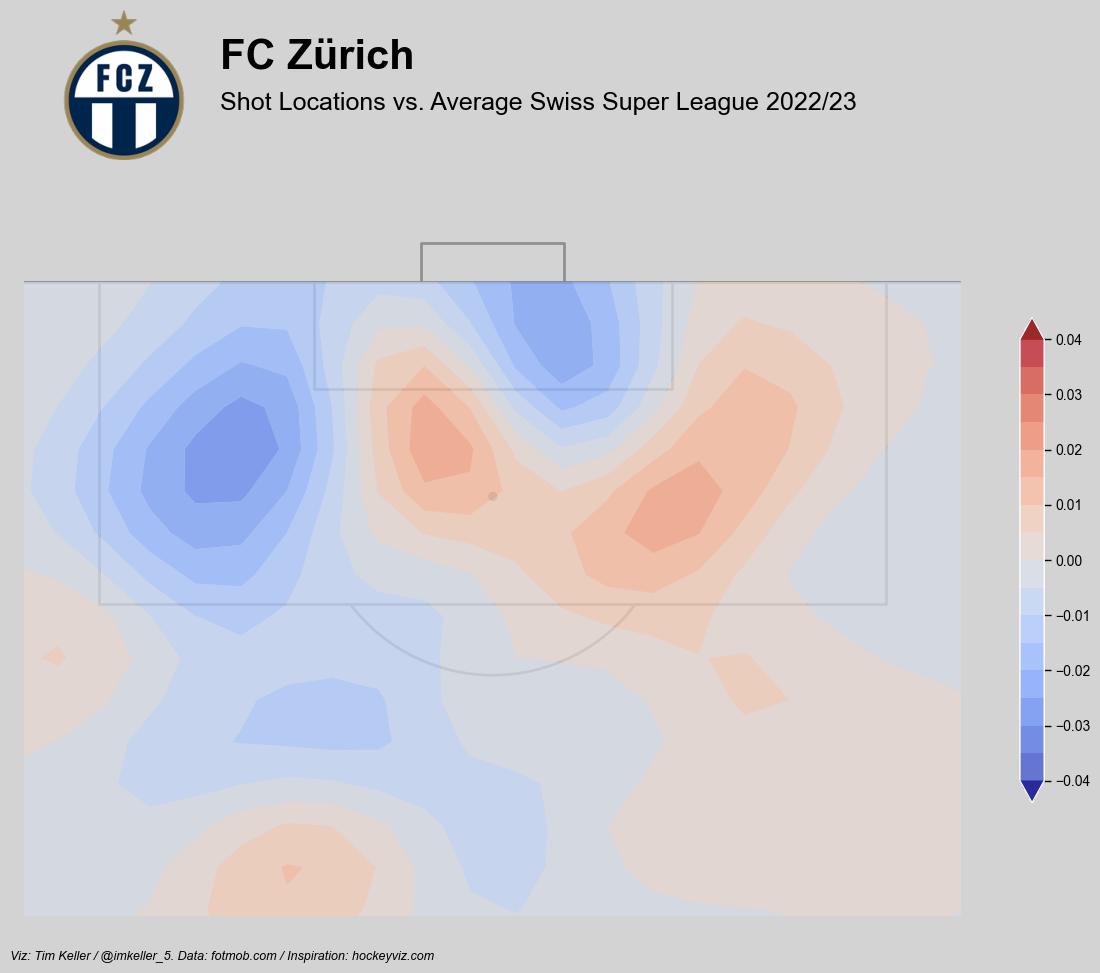 FCZ
FC Zürich
Shot Locations vs. Average Swiss Super League 2022/23
0.04
0.03
0.02
0.01
0.00
−0.01
−0.02
−0.03
−0.04
Viz: Tim Keller / @imkeller_5. Data: fotmob.com / Inspiration: hockeyviz.com